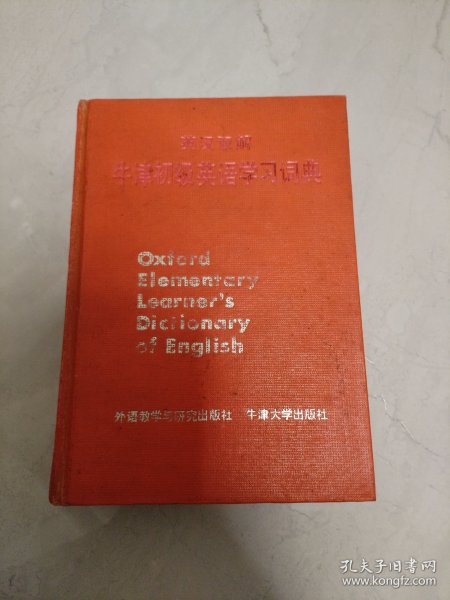 英汉双解
牛津初级英语学习词典
Oxford
Elementary
Learner's
Dictionary
of English
外语教学与研究出版社 牛津大学出版社
孔夫子旧书网
www.kongfz.com